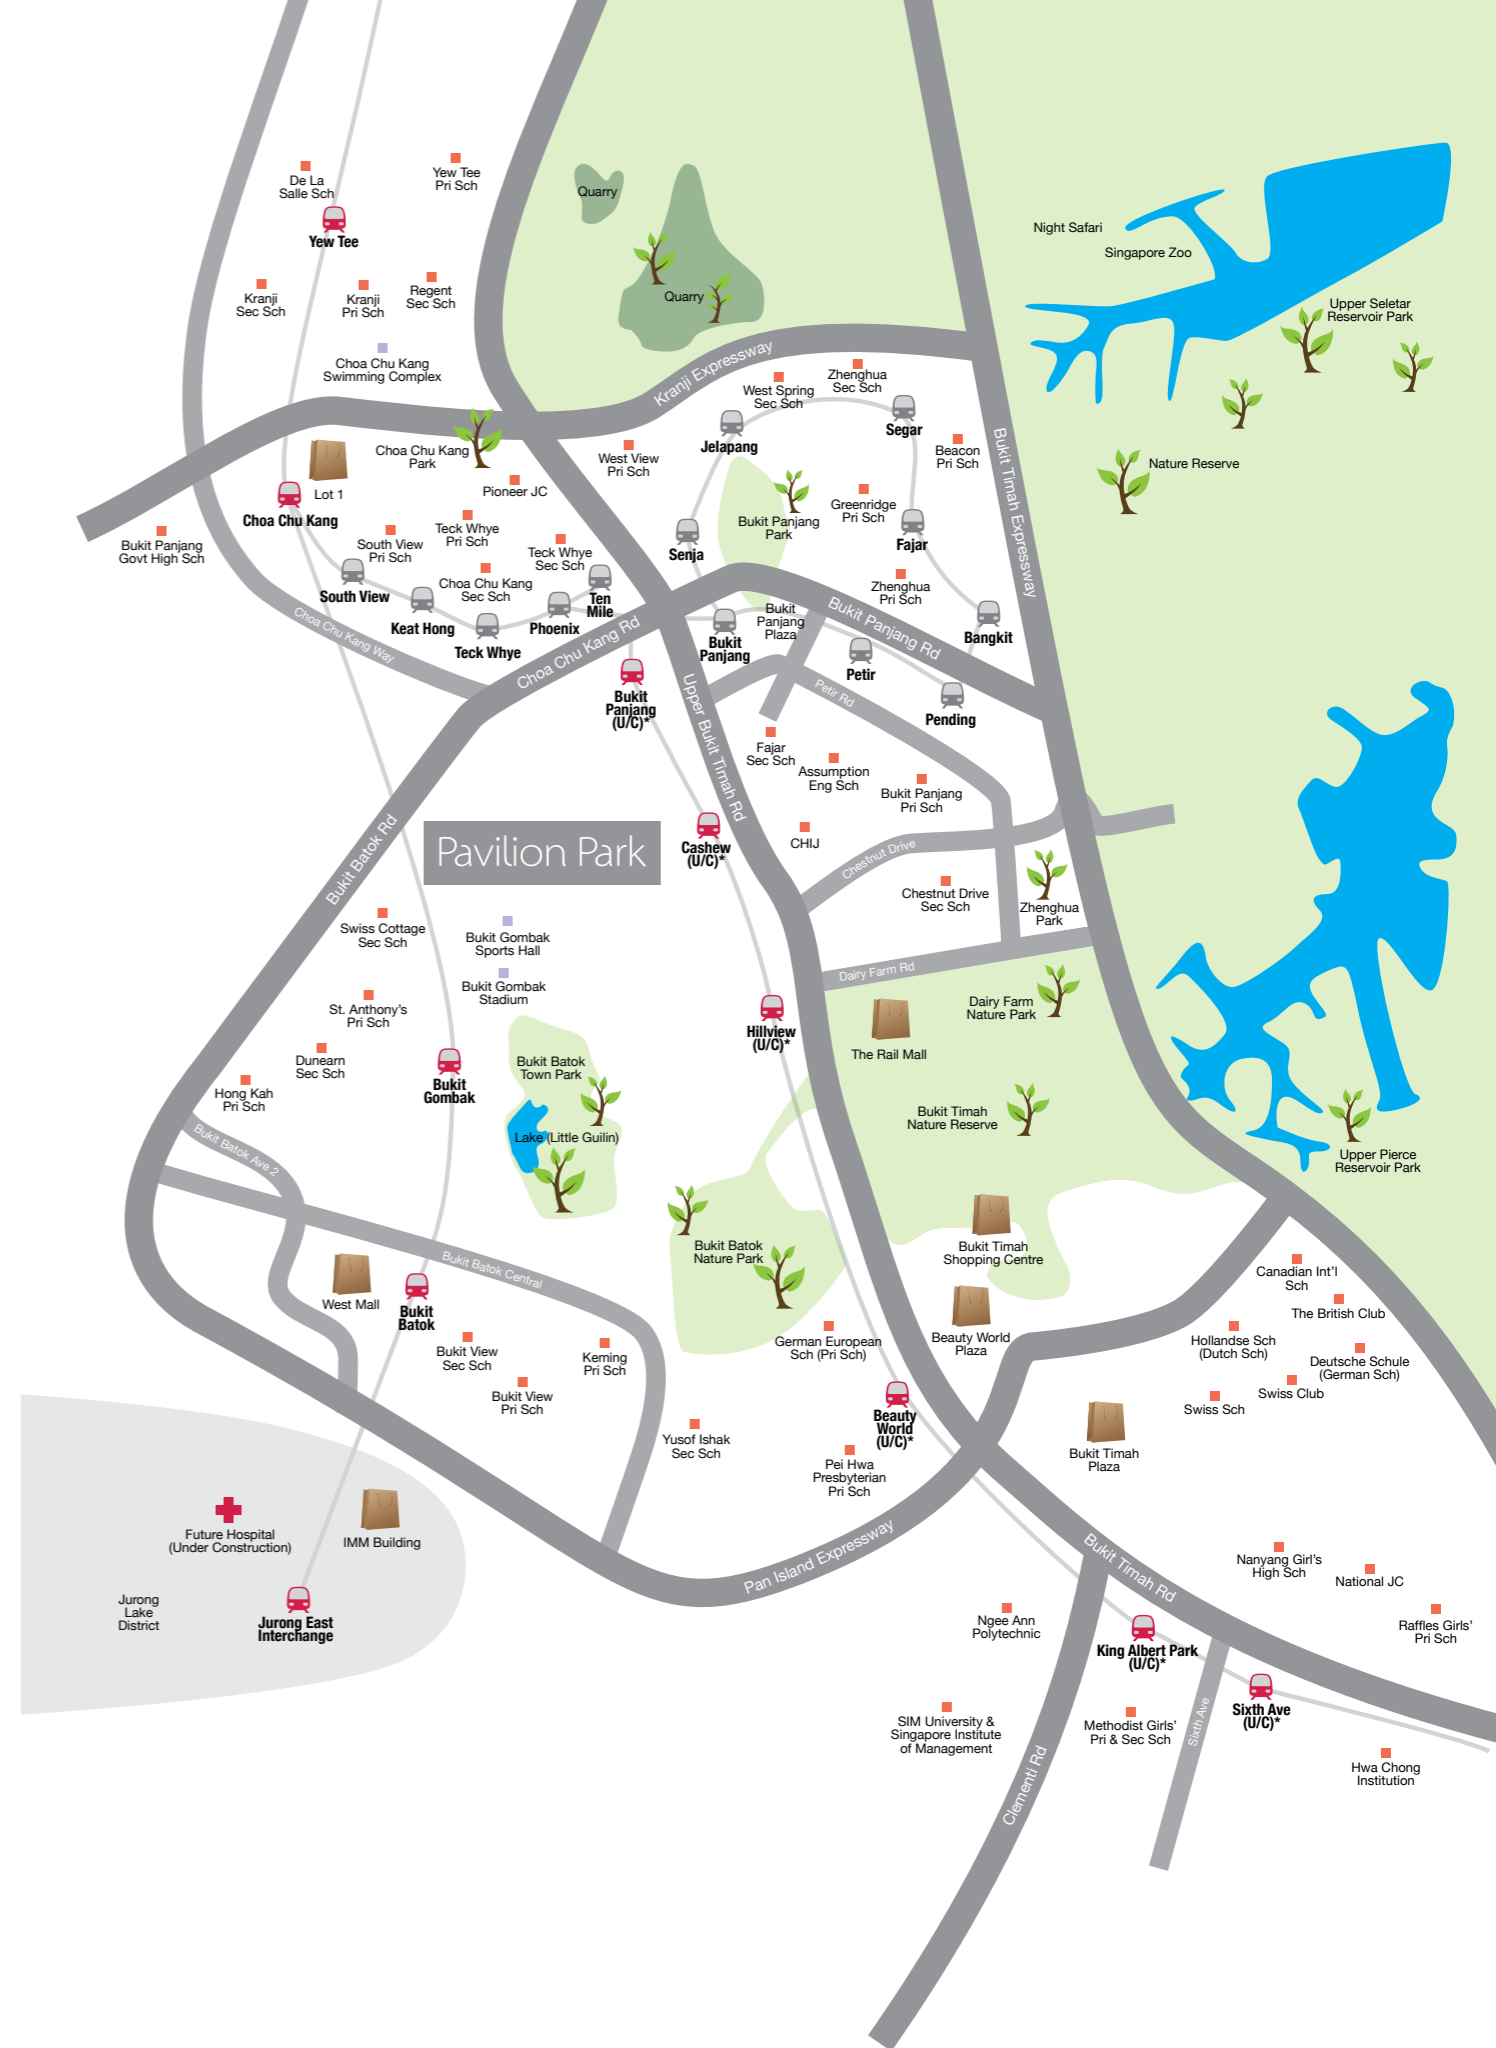 De La
Salle Sch
Yew Tee
Pri Sch
Yew Tee
Quarry
Quarry
Night Safari
Singapore Zoo
Upper Seletar
Reservoir Park
Kranji
Sec Sch
Kranji
Pri Sch
Regent
Sec Sch
Choa Chu Kang
Swimming Complex
Kranji Expressway
West Spring
Sec Sch
Zhenghua
Sec Sch
Segar
Jelapang
Beacon
Pri Sch
Bukit Timah Expressway
Nature Reserve
Choa Chu Kang
Park
West View
Pri Sch
Lot 1
Pioneer JC
Choa Chu Kang
Bukit Panjang
Govt High Sch
South View
Pri Sch
Teck Whye
Pri Sch
Teck Whye
Sec Sch
Choa Chu Kang
Sec Sch
Bukit Panjang
Park
Greenridge
Pri Sch
Senja
Fajar
Zhenghua
Pri Sch
South View
Keat Hong
Teck Whye
Phoenix
Ten
Mile
Choa Chu Kang Way
Choa Chu Kang Rd
Bukit
Panjang
Bukit
Panjang
Plaza
Bukit Panjang Rd
Bangkit
Petir
Pending
Petir Rd
Bukit
Panjang
(U/C)*
Upper Bukit Timah Rd
Fajar
Sec Sch
Assumption
Eng Sch
Bukit Panjang
Pri Sch
Pavilion Park
Cashew
(U/C)*
CHIJ
Chestnut Drive
Chestnut Drive
Sec Sch
Zhenghua
Park
Bukit Batok Rd
Swiss Cottage
Sec Sch
Bukit Gombak
Sports Hall
Bukit Gombak
Stadium
Dairy Farm Rd
St. Anthony's
Pri Sch
Dairy Farm
Nature Park
Hillview
(U/C)*
The Rail Mall
Dunearn
Sec Sch
Hong Kah
Pri Sch
Bukit
Gombak
Bukit Batok
Town Park
Lake (Little Guilin)
Bukit Timah
Nature Reserve
Upper Pierce
Reservoir Park
Bukit Batok Ave 2
Bukit Batok Central
Bukit Batok
Nature Park
Bukit Timah
Shopping Centre
West Mall
Bukit
Batok
Bukit View
Sec Sch
Bukit View
Pri Sch
Keming
Pri Sch
German European
Sch (Pri Sch)
Beauty World
Plaza
Canadian Int'l
Sch
The British Club
Hollandse Sch
(Dutch Sch)
Deutsche Schule
(German Sch)
Swiss Club
Swiss Sch
Beauty
World
(U/C)*
Yusof Ishak
Sec Sch
Pei Hwa
Presbyterian
Pri Sch
Bukit Timah
Plaza
Future Hospital
(Under Construction)
IMM Building
Jurong
Lake
District
Jurong East
Interchange
Pan Island Expressway
Bukit Timah Rd
Nanyang Girl's
High Sch
National JC
Raffles Girls'
Pri Sch
Ngee Ann
Polytechnic
King Albert Park
(U/C)*
Sixth Ave
(U/C)*
SIM University &
Singapore Institute
of Management
Methodist Girls'
Pri & Sec Sch
Sixth Ave
Clementi Rd
Hwa Chong
Institution